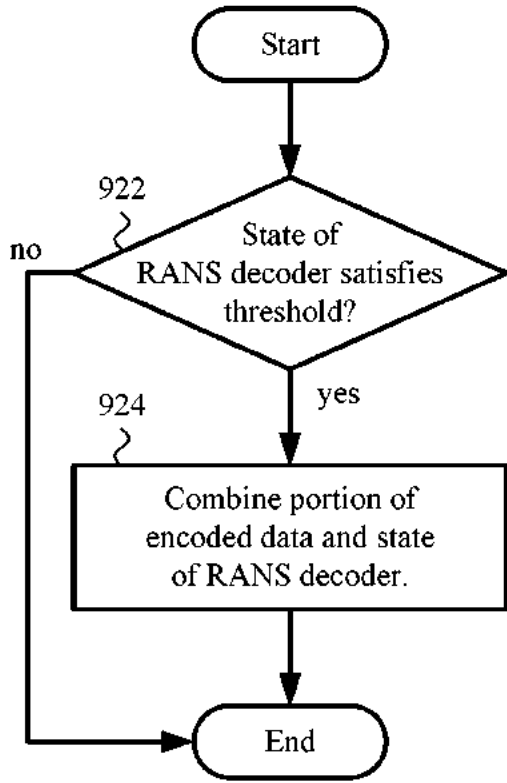 Start
922
no
State of
RANS decoder satisfies
threshold?
924
yes
Combine portion of
encoded data and state
of RANS decoder.
End